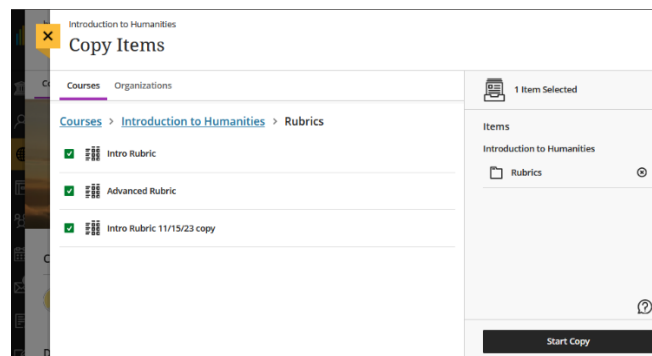 Introduction to Humanities
Copy Items
Courses Organizations
Courses > Introduction to Humanities > Rubrics
Intro Rubric
Advanced Rubric
Intro Rubric 11/15/23 copy
1 Item Selected
Items
Introduction to Humanities
Rubrics
Start Copy